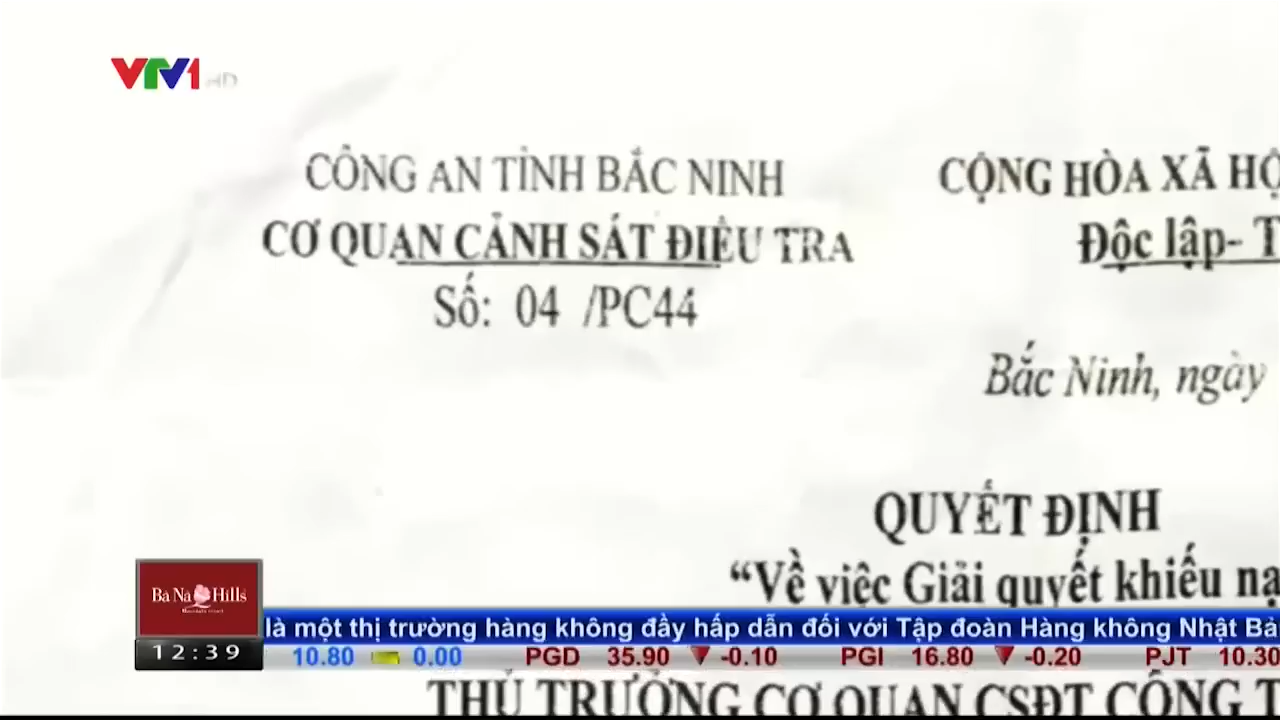 VTV1 HD
CÔNG AN TỈNH BẮC NINH
CƠ QUAN CẢNH SÁT ĐIỀU TRA
Số: 04 /PC44
CỘNG HÒA XÃ HỘ
Độc lập- T
Bắc Ninh, ngày
QUYẾT ĐỊNH
“Về việc Giải quyết khiếu nạ
Ba Na Hills
là một thị trường hàng không đầy hấp dẫn đối với Tập đoàn Hàng không Nhật Bả
12:39
10.80 0.00 PGD 35.90 -0.10 PGI 16.80 -0.20 PJT 10.30
THỦ TRƯỞNG CƠ QUAN CSĐT CÔNG T